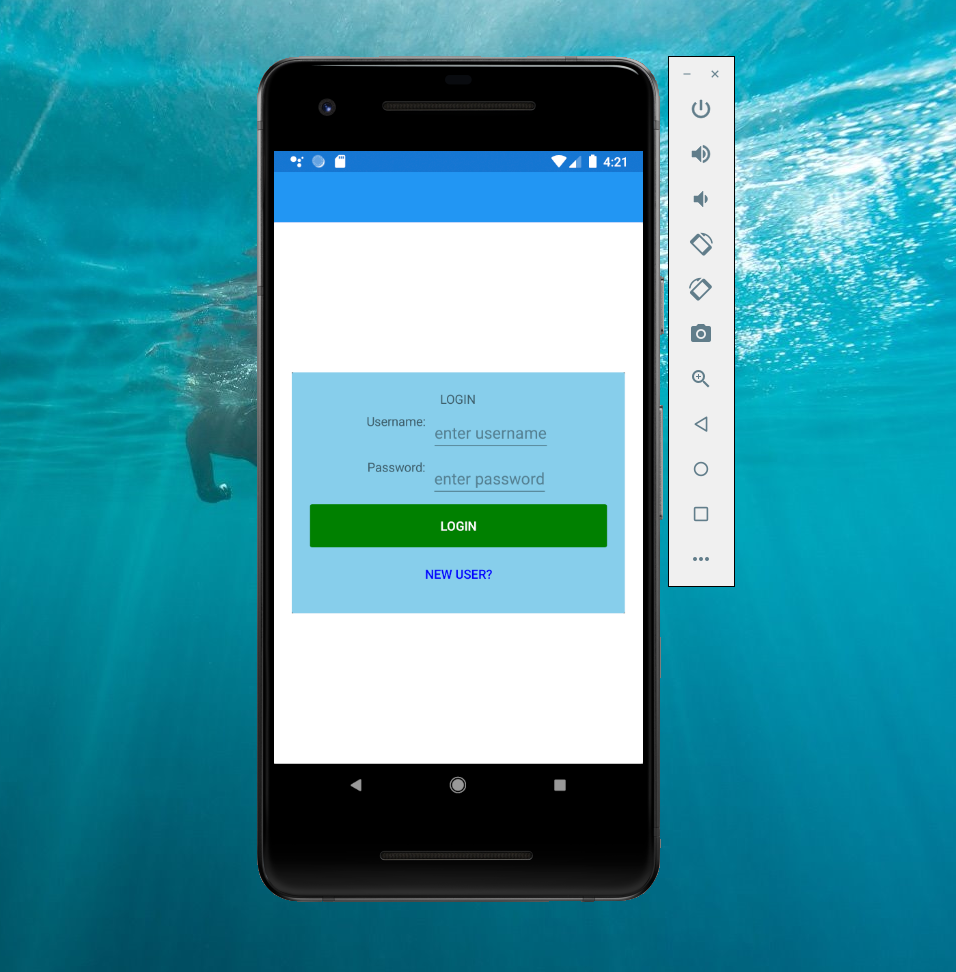 4:21
LOGIN
Username:
enter username
Password:
enter password
LOGIN
NEW USER?